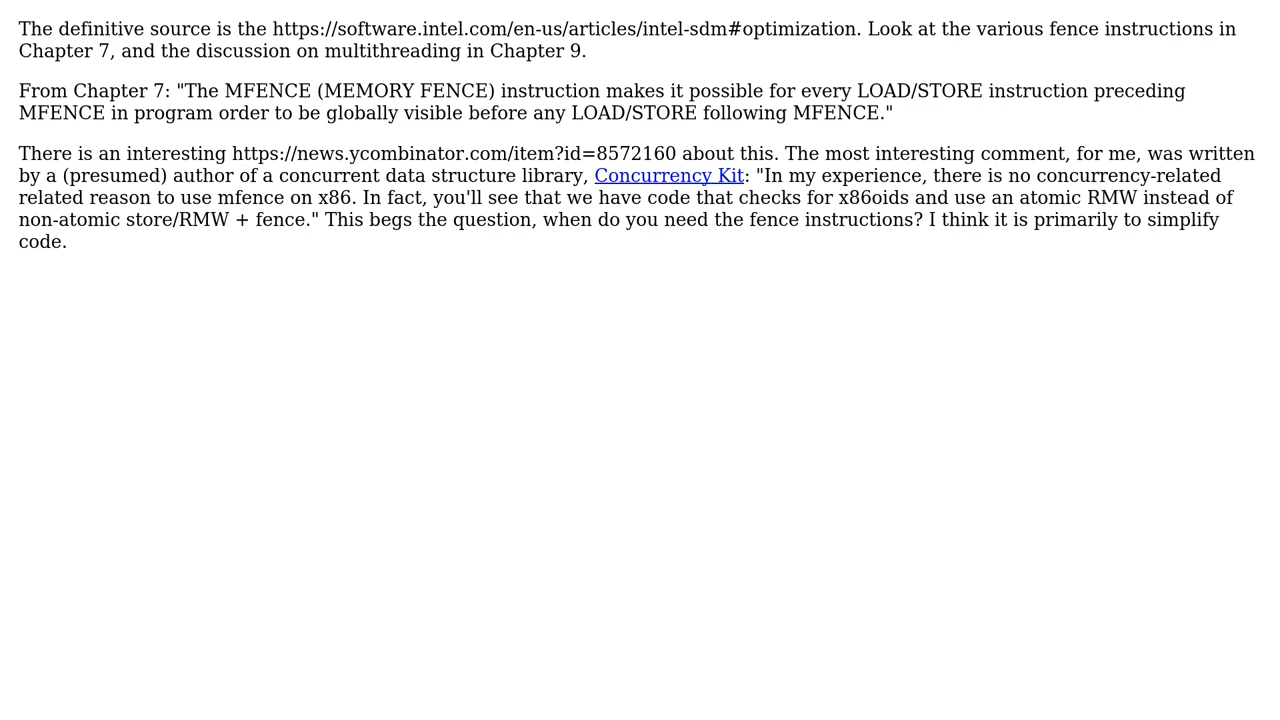 The definitive source is the https://software.intel.com/en-us/articles/intel-sdm#optimization. Look at the various fence instructions in
Chapter 7, and the discussion on multithreading in Chapter 9.
From Chapter 7: "The MFENCE (MEMORY FENCE) instruction makes it possible for every LOAD/STORE instruction preceding
MFENCE in program order to be globally visible before any LOAD/STORE following MFENCE."
There is an interesting https://news.ycombinator.com/item?id=8572160 about this. The most interesting comment, for me, was written
by a (presumed) author of a concurrent data structure library, Concurrency Kit: "In my experience, there is no concurrency-related
related reason to use mfence on x86. In fact, you'll see that we have code that checks for x86oids and use an atomic RMW instead of
non-atomic store/RMW + fence." This begs the question, when do you need the fence instructions? I think it is primarily to simplify
code.